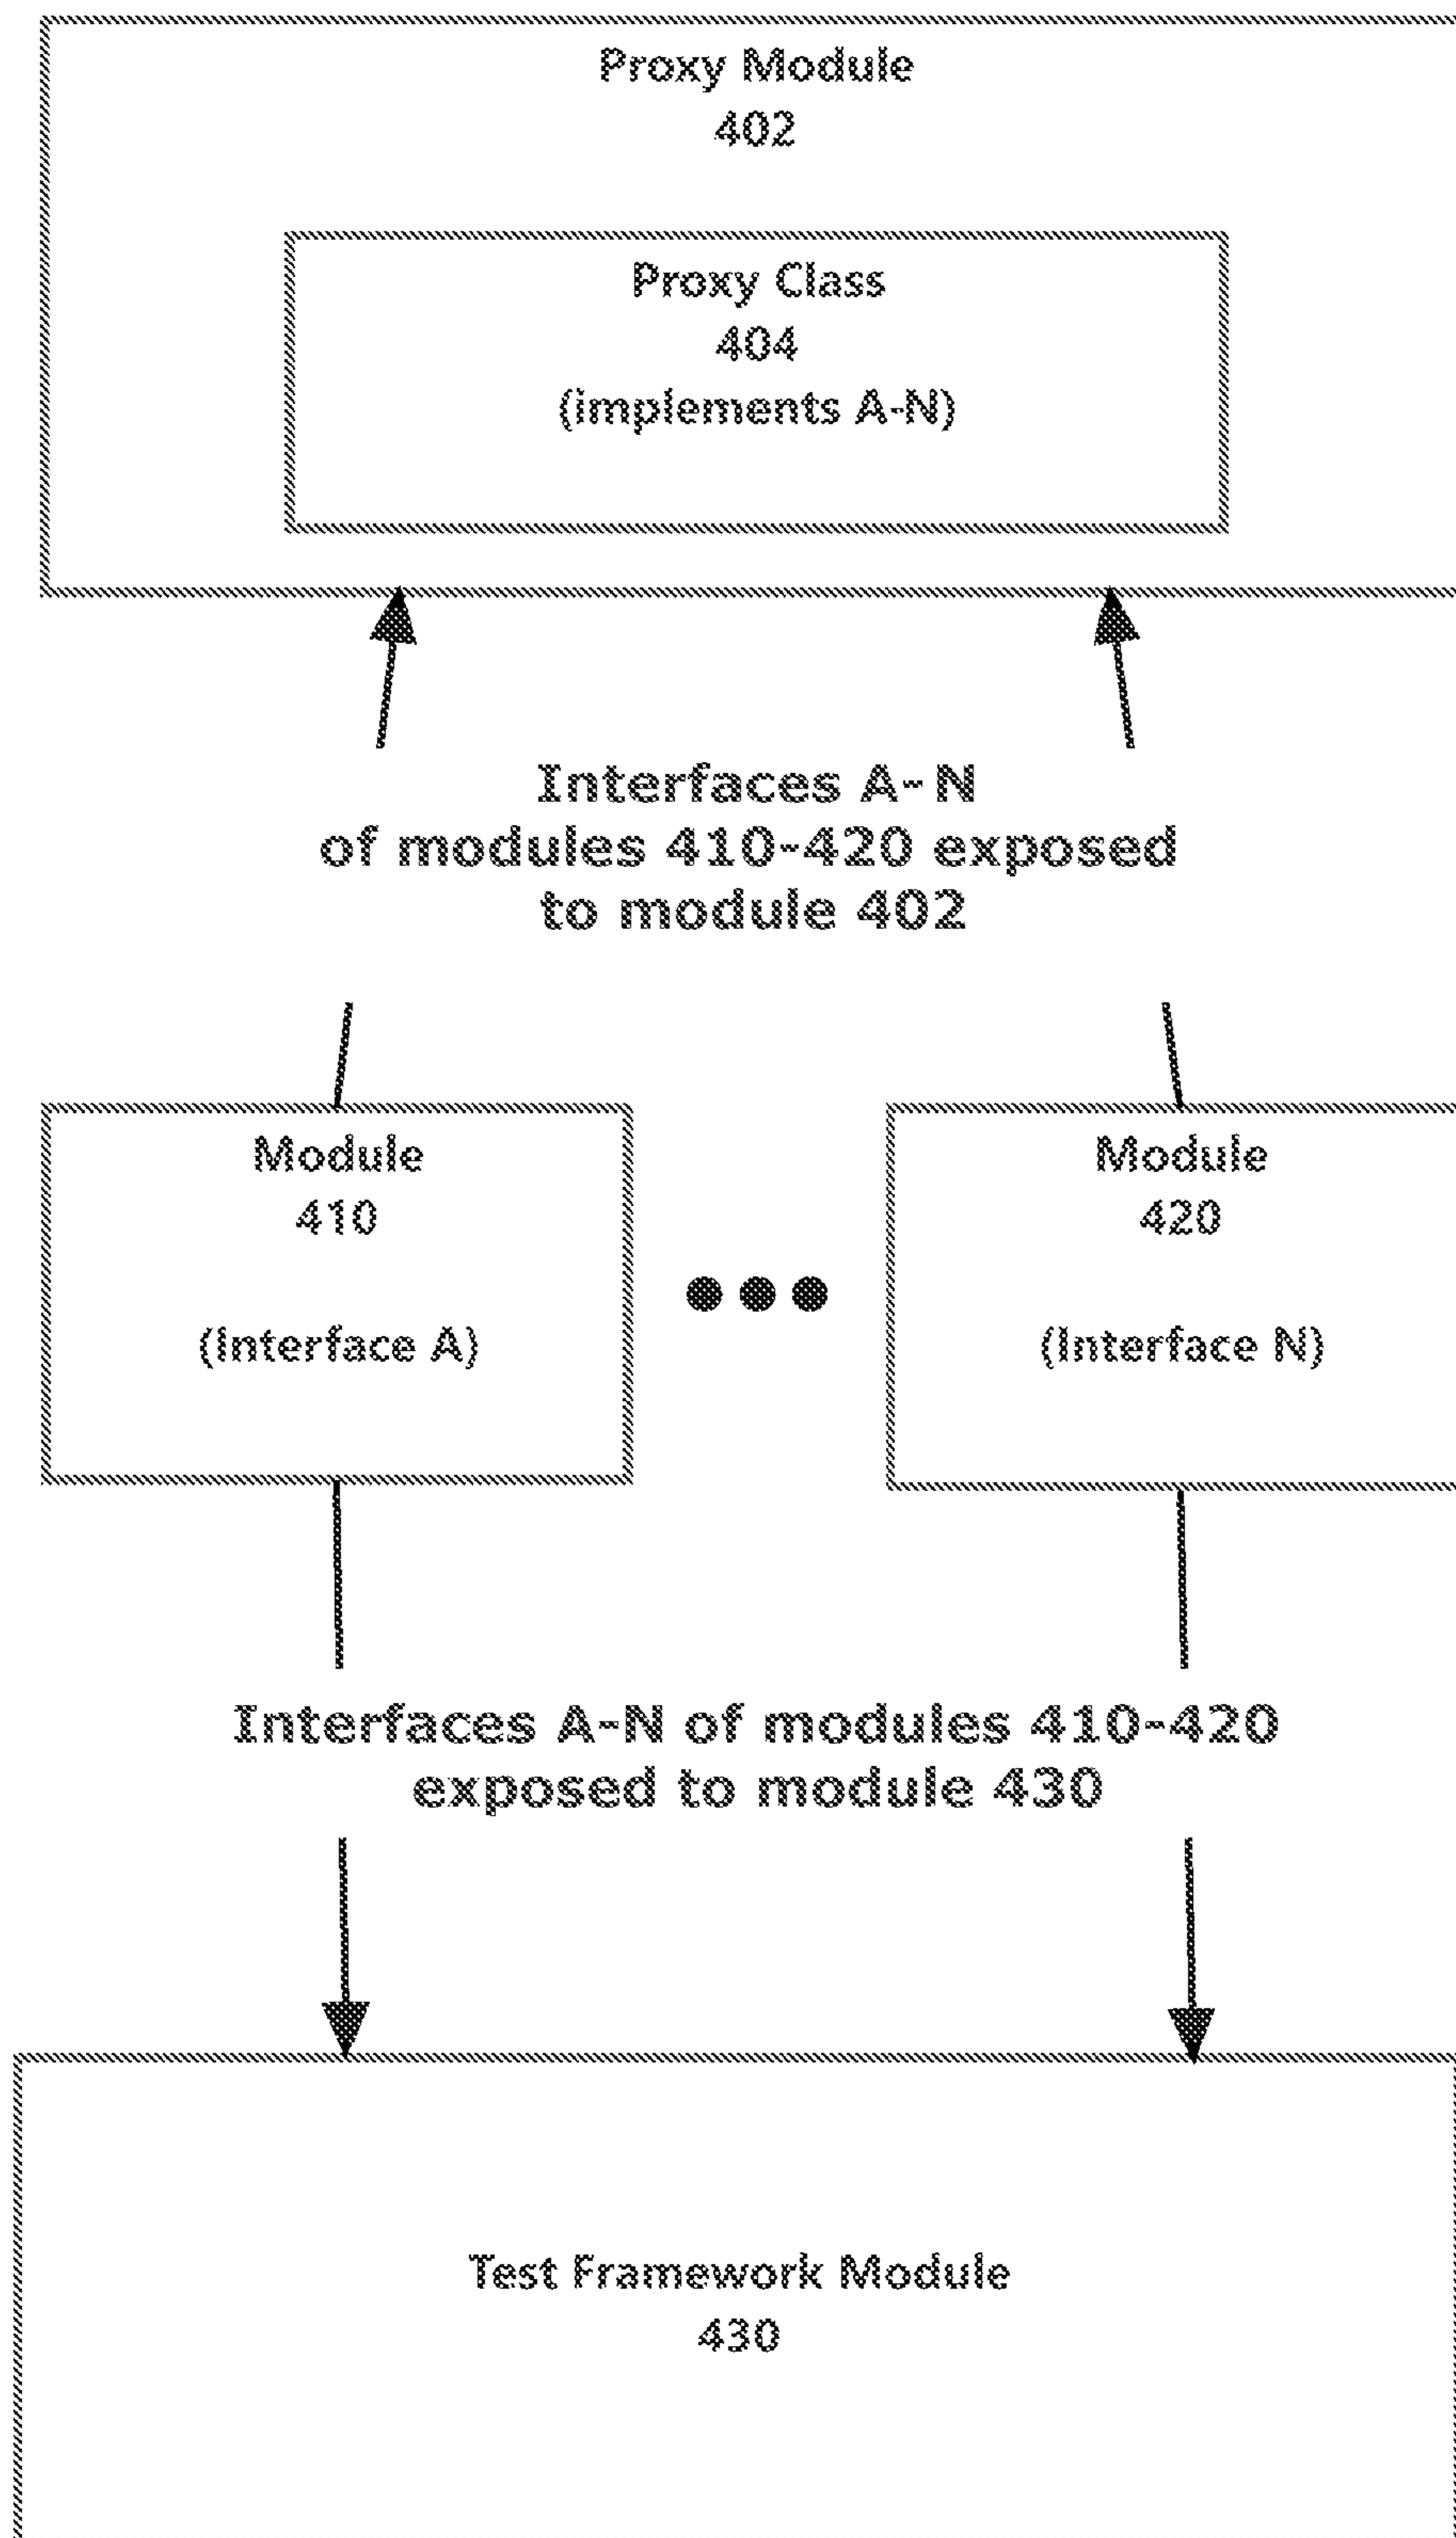 Proxy Module
402
Proxy Class
404
(implements A-N)
Interfaces A-N
of modules 410-420 exposed
to module 402
Module
410
(Interface A)
Module
420
(Interface N)
Interfaces A-N of modules 410-420
exposed to module 430
Test Framework Module
430